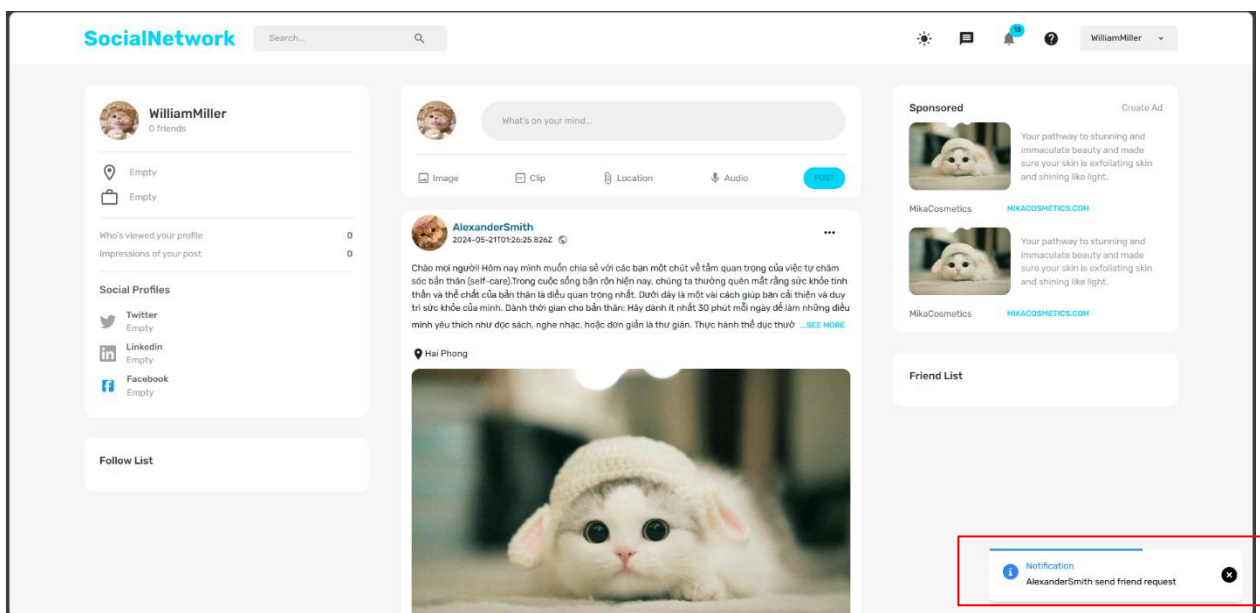 SocialNetwork
Search...
13
WilliamMiller
WilliamMiller
0 friends
Empty
Empty
Who's viewed your profile 0
Impressions of your post 0
Social Profiles
Twitter
Empty
Linkedin
Empty
Facebook
Empty
Follow List
What's on your mind...
Image
Clip
Location
Audio
POST
AlexanderSmith
2024-05-21T01:26:25.826Z
Chào mọi người! Hôm nay mình muốn chia sẻ với các bạn một chút về tầm quan trọng của việc tự chăm
sóc bản thân (self-care).Trong cuộc sống bận rộn hiện nay, chúng ta thường quên mất rằng sức khỏe tinh
thần và thể chất của bản thân là điều quan trọng nhất. Dưới đây là một vài cách giúp bạn cải thiện và duy
trì sức khỏe của mình. Dành thời gian cho bản thân: Hãy dành ít nhất 30 phút mỗi ngày để làm những điều
mình yêu thích như đọc sách, nghe nhạc, hoặc đơn giản là thư giãn. Thực hành thể dục thườ ...SEE MORE
Hai Phong
Sponsored
Create Ad
Your pathway to stunning and
immaculate beauty and made
sure your skin is exfoliating skin
and shining like light.
MikaCosmetics MIKACOSMETICS.COM
Your pathway to stunning and
immaculate beauty and made
sure your skin is exfoliating skin
and shining like light.
MikaCosmetics MIKACOSMETICS.COM
Friend List
Notification
AlexanderSmith send friend request